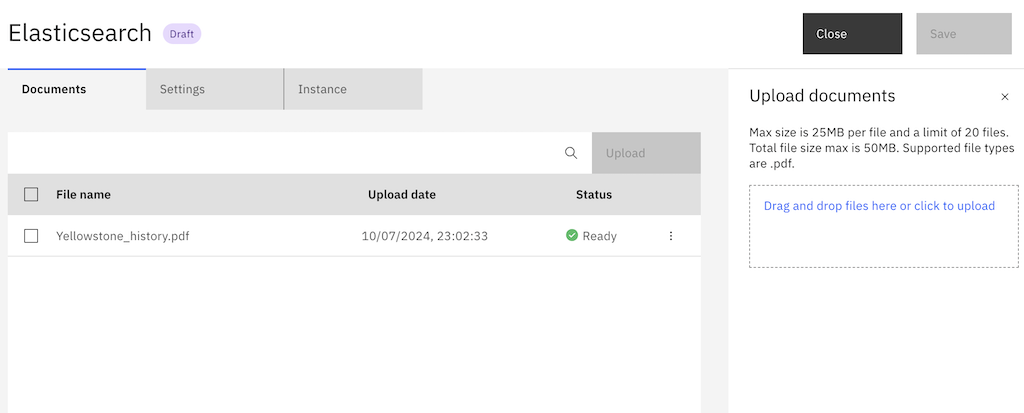 Elasticsearch Draft
Close
Save
Documents
Settings
Instance
Upload
File name
Upload date
Status
Yellowstone_history.pdf
10/07/2024, 23:02:33
Ready
Upload documents
Max size is 25MB per file and a limit of 20 files.
Total file size max is 50MB. Supported file types
are .pdf.
Drag and drop files here or click to upload